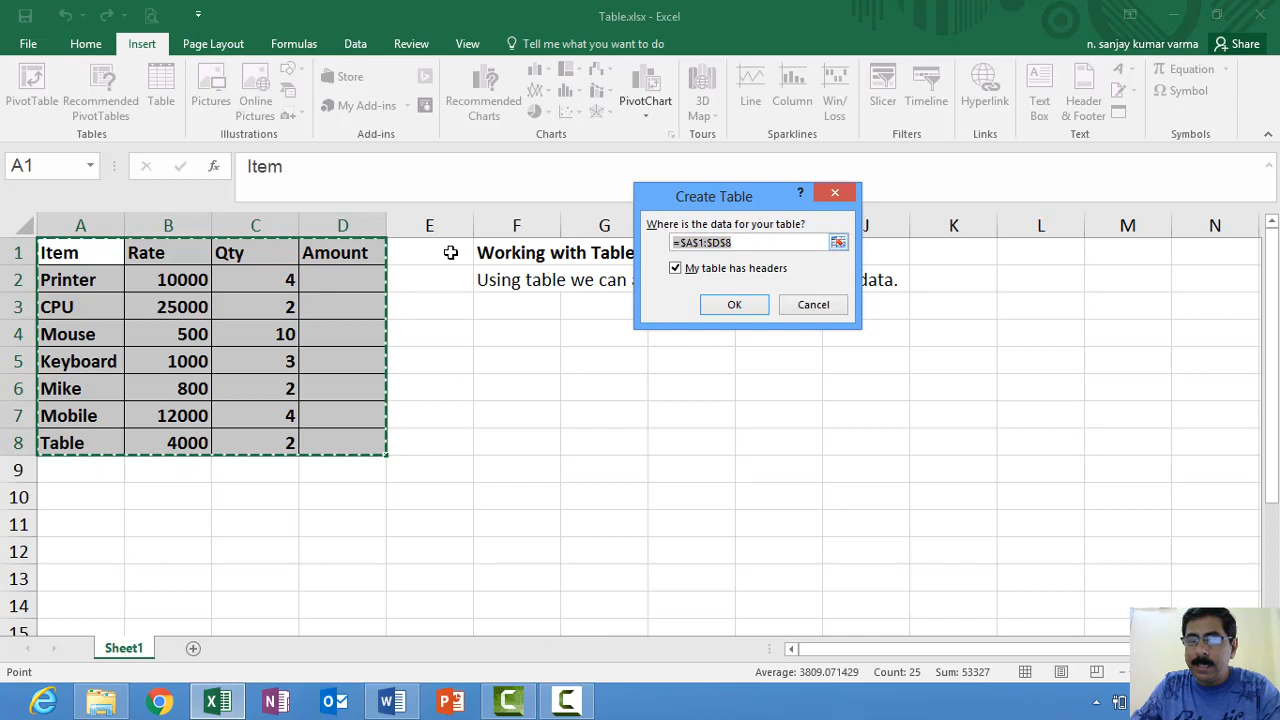 Table.xlsx - Excel
File Home Insert Page Layout Formulas Data Review View Tell me what you want to do n. sanjay kumar varma Share
PivotTable Recommended PivotTables Table Pictures Online Pictures Store My Add-ins Recommended Charts PivotChart 3D Map Line Column Win/Loss Slicer Timeline Hyperlink Text Box Header & Footer Equation Symbol
Tables Illustrations Add-ins Charts Tours Sparklines Filters Links Text Symbols
A1 fx Item
A B C D E F G J K L M N
1 Item Rate Qty Amount Working with Table
2 Printer 10000 4 Using table we can data.
3 CPU 25000 2
4 Mouse 500 10
5 Keyboard 1000 3
6 Mike 800 2
7 Mobile 12000 4
8 Table 4000 2
9
10
11
12
13
14
15
Create Table ?
Where is the data for your table?
=$A$1:$D$8
My table has headers
OK Cancel
Sheet1
Point Average: 3809.071429 Count: 25 Sum: 53327